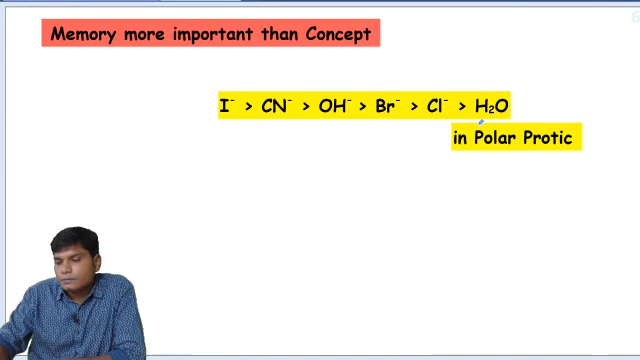 Memory more important than Concept
I⁻ > CN⁻ > OH⁻ > Br⁻ > Cl⁻ > H₂O
in Polar Protic